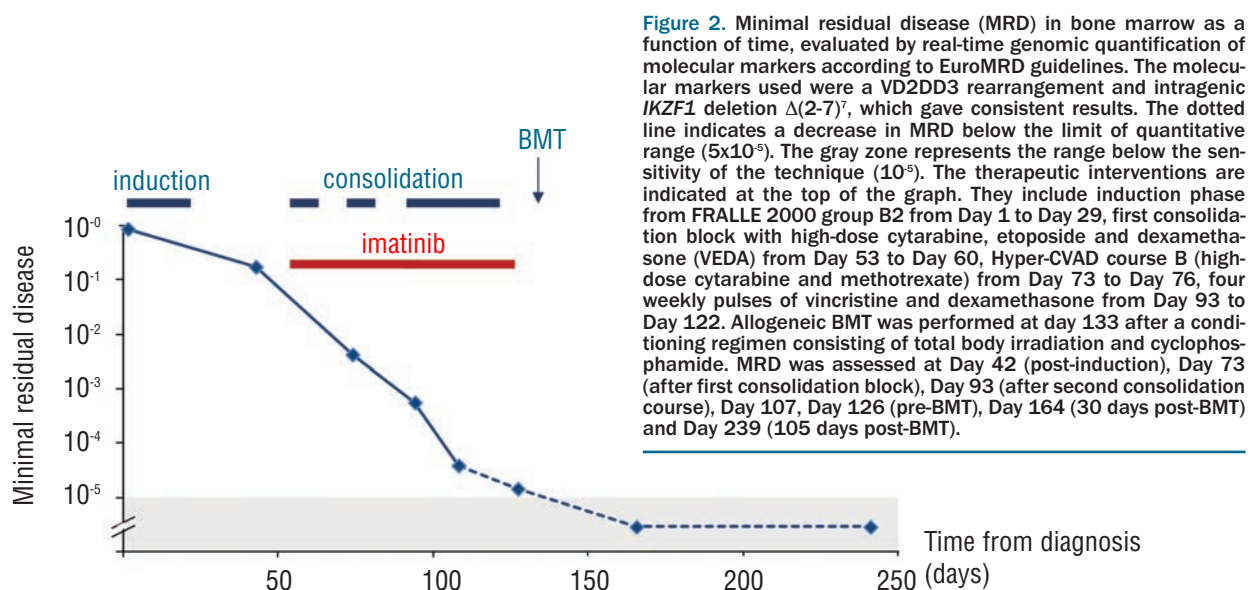 BMT
induction
consolidation
imatinib
10⁻⁰
10⁻¹
10⁻²
10⁻³
10⁻⁴
10⁻⁵
Minimal residual disease
50
100
150
200
250
Time from diagnosis
(days)
Figure 2. Minimal residual disease (MRD) in bone marrow as a
function of time, evaluated by real-time genomic quantification of
molecular markers according to EuroMRD guidelines. The molecu-
lar markers used were a VD2DD3 rearrangement and intragenic
IKZF1 deletion Δ(2-7)⁷, which gave consistent results. The dotted
line indicates a decrease in MRD below the limit of quantitative
range (5x10⁻⁵). The gray zone represents the range below the sen-
sitivity of the technique (10⁻⁵). The therapeutic interventions are
indicated at the top of the graph. They include induction phase
from FRALLE 2000 group B2 from Day 1 to Day 29, first consolida-
tion block with high-dose cytarabine, etoposide and dexametha-
sone (VEDA) from Day 53 to Day 60, Hyper-CVAD course B (high-
dose cytarabine and methotrexate) from Day 73 to Day 76, four
weekly pulses of vincristine and dexamethasone from Day 93 to
Day 122. Allogeneic BMT was performed at day 133 after a condi-
tioning regimen consisting of total body irradiation and cyclophos-
phamide. MRD was assessed at Day 42 (post-induction), Day 73
(after first consolidation block), Day 93 (after second consolidation
course), Day 107, Day 126 (pre-BMT), Day 164 (30 days post-BMT)
and Day 239 (105 days post-BMT).